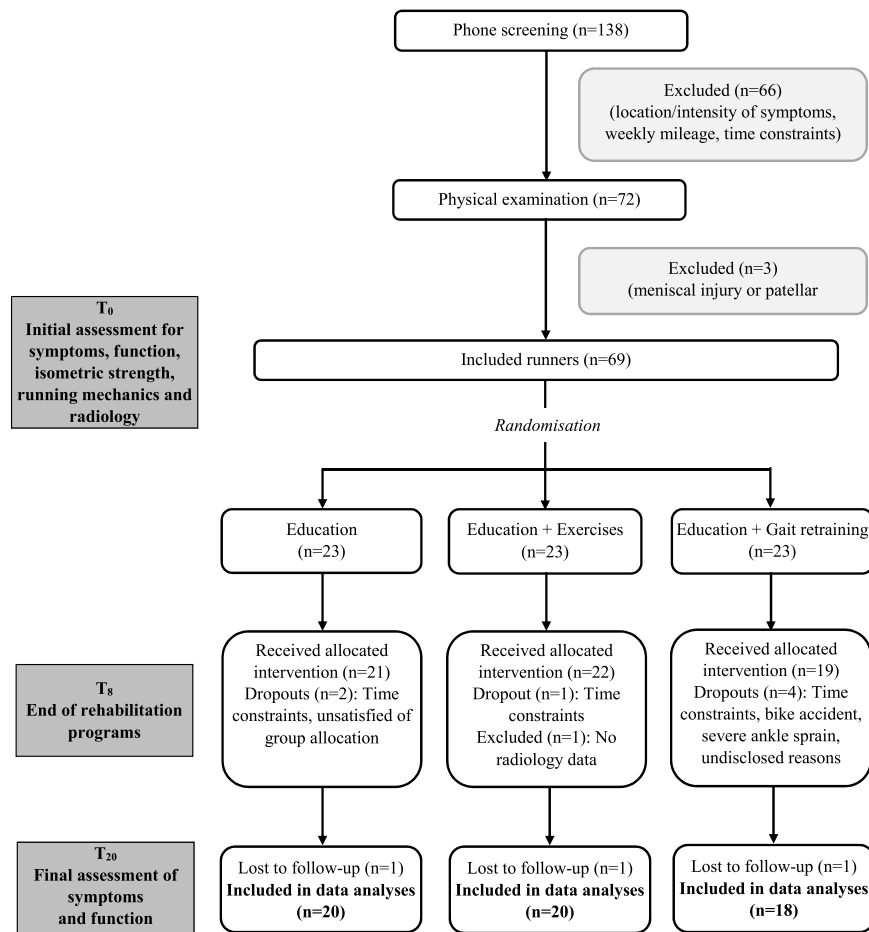 Phone screening (n=138)
Excluded (n=66)
(location/intensity of symptoms,
weekly mileage, time constraints)
Physical examination (n=72)
Excluded (n=3)
(meniscal injury or patellar
T0
Initial assessment for
symptoms, function,
isometric strength,
running mechanics and
radiology
Included runners (n=69)
Randomisation
Education
(n=23)
Education + Exercises
(n=23)
Education + Gait retraining
(n=23)
T8
End of rehabilitation
programs
Received allocated
intervention (n=21)
Dropouts (n=2): Time
constraints, unsatisfied of
group allocation
Received allocated
intervention (n=22)
Dropout (n=1): Time
constraints
Excluded (n=1): No
radiology data
Received allocated
intervention (n=19)
Dropouts (n=4): Time
constraints, bike accident,
severe ankle sprain,
undisclosed reasons
T20
Final assessment of
symptoms
and function
Lost to follow-up (n=1)
Included in data analyses
(n=20)
Lost to follow-up (n=1)
Included in data analyses
(n=20)
Lost to follow-up (n=1)
Included in data analyses
(n=18)